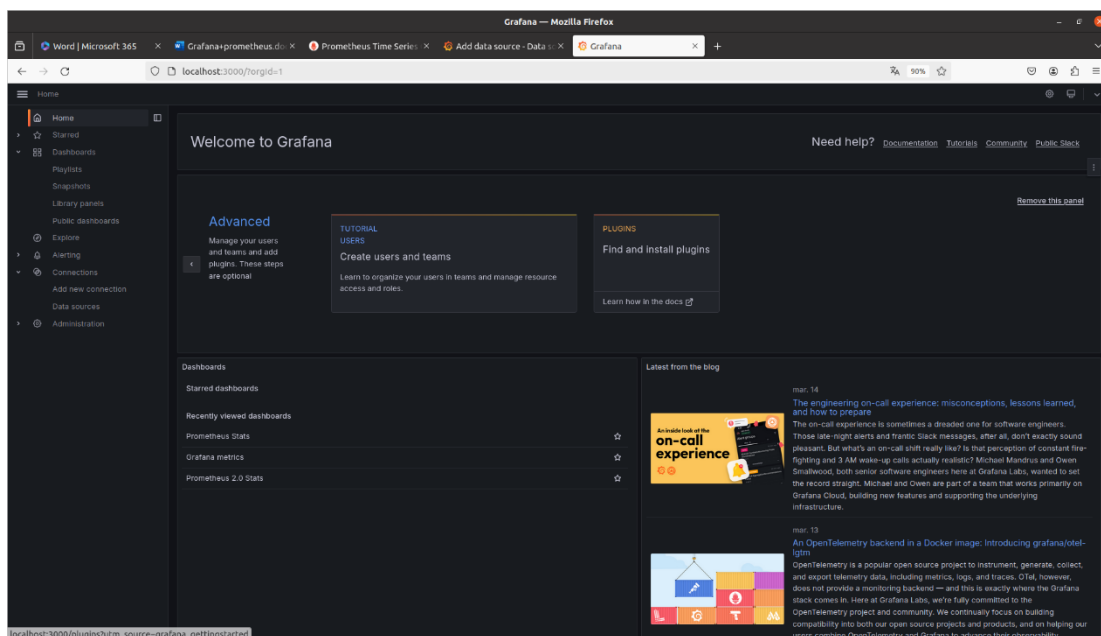 Grafana — Mozilla Firefox
Word | Microsoft 365
Grafana+prometheus.do
Prometheus Time Series
Add data source - Data so
Grafana
localhost:3000/?orgId=1
90%
Home
Home
Starred
Dashboards
Playlists
Snapshots
Library panels
Public dashboards
Explore
Alerting
Connections
Add new connection
Data sources
Administration
Welcome to Grafana
Need help? Documentation Tutorials Community Public Slack
Remove this panel
Advanced
Manage your users
and teams and add
plugins. These steps
are optional
TUTORIAL
USERS
Create users and teams
Learn to organize your users in teams and manage resource
access and roles.
PLUGINS
Find and install plugins
Learn how in the docs
Dashboards
Starred dashboards
Recently viewed dashboards
Prometheus Stats
Grafana metrics
Prometheus 2.0 Stats
Latest from the blog
An inside look at the
on-call
experience
mar. 14
The engineering on-call experience: misconceptions, lessons learned,
and how to prepare
The on-call experience is sometimes a dreaded one for software engineers.
Those late-night alerts and frantic Slack messages, after all, don't exactly sound
pleasant. But what's an on-call shift really like? Is that perception of constant fire-
fighting and 3 AM wake-up calls actually realistic? Michael Mandrus and Owen
Smallwood, both senior software engineers here at Grafana Labs, wanted to set
the record straight. Michael and Owen are part of a team that works primarily on
Grafana Cloud, building new features and supporting the underlying
infrastructure.
mar. 13
An OpenTelemetry backend in a Docker image: Introducing grafana/otel-
lgtm
OpenTelemetry is a popular open source project to instrument, generate, collect,
and export telemetry data, including metrics, logs, and traces. OTel, however,
does not provide a monitoring backend — and this is exactly where the Grafana
stack comes in. Here at Grafana Labs, we're fully committed to the
OpenTelemetry project and community. We continually focus on building
compatibility into both our open source projects and products, and on helping our
users combine OpenTelemetry and Grafana to advance their observability
localhost:3000/plugins?utm_source=grafana_gettingstarted